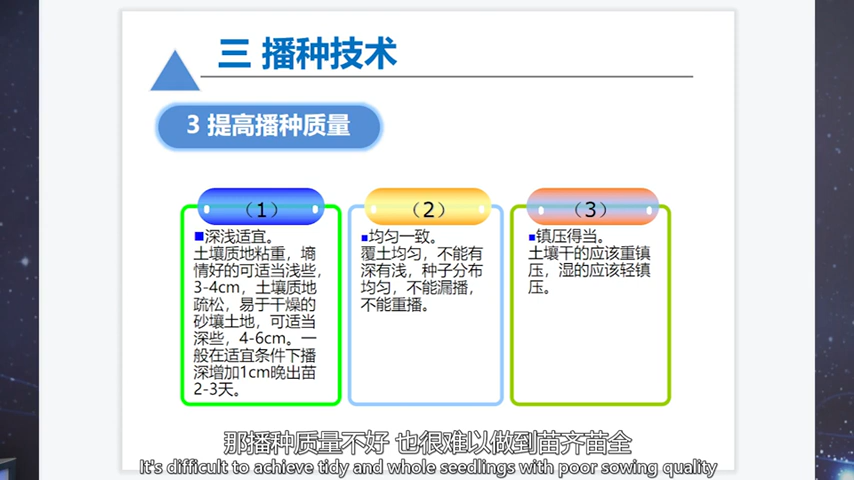 三 播种技术
3 提高播种质量
（1）
■深浅适宜。
土壤质地粘重，墒
情好的可适当浅些，
3-4cm，土壤质地
疏松，易于干燥的
砂壤土地，可适当
深些，4-6cm。一
般在适宜条件下播
深增加1cm晚出苗
2-3天。
（2）
■均匀一致。
覆土均匀，不能有
深有浅，种子分布
均匀，不能漏播，
不能重播。
（3）
■镇压得当。
土壤干的应该重镇
压，湿的应该轻镇
压。
那播种质量不好 也很难以做到苗齐苗全
It's difficult to achieve tidy and whole seedlings with poor sowing quality